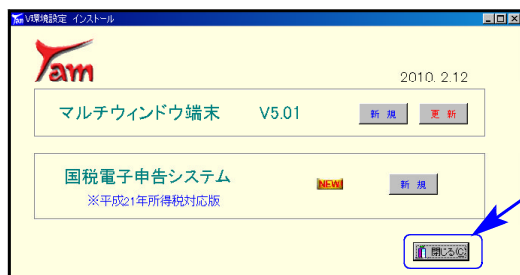 VI環境設定 インストール
Tam
2010. 2.12
マルチウィンドウ端末 V5.01 新 規 更 新
国税電子申告システム NEW 新 規
※平成21年所得税対応版
閉じる(C)